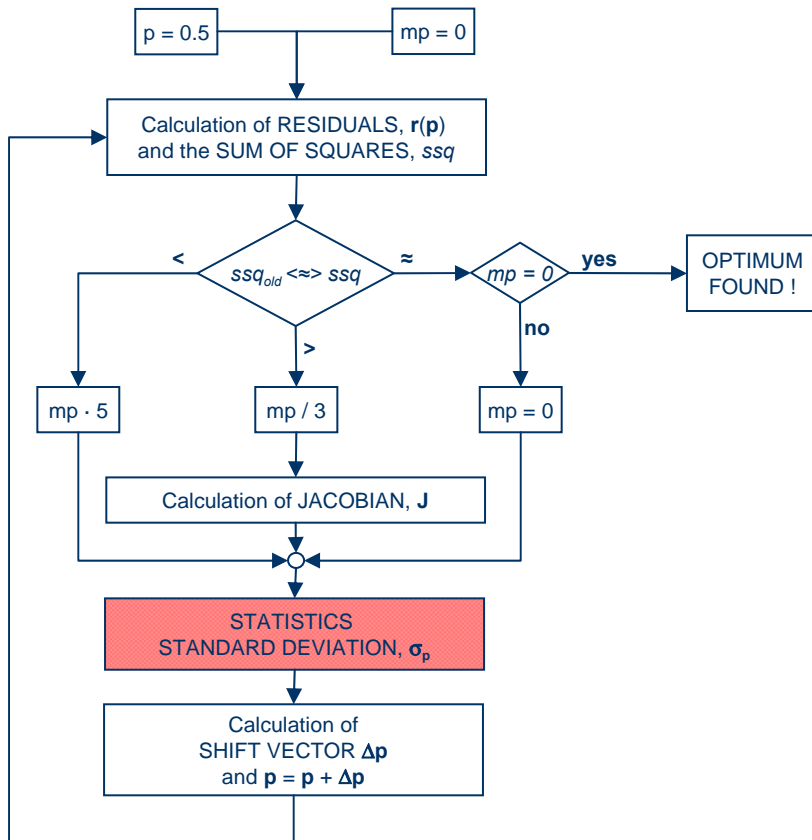 p = 0.5
mp = 0
Calculation of RESIDUALS, r(p)
and the SUM OF SQUARES, ssq
<
ssq_old <≈> ssq
≈
mp = 0
yes
OPTIMUM
FOUND !
>
no
mp · 5
mp / 3
mp = 0
Calculation of JACOBIAN, J
STATISTICS
STANDARD DEVIATION, σ_p
Calculation of
SHIFT VECTOR Δp
and p = p + Δp